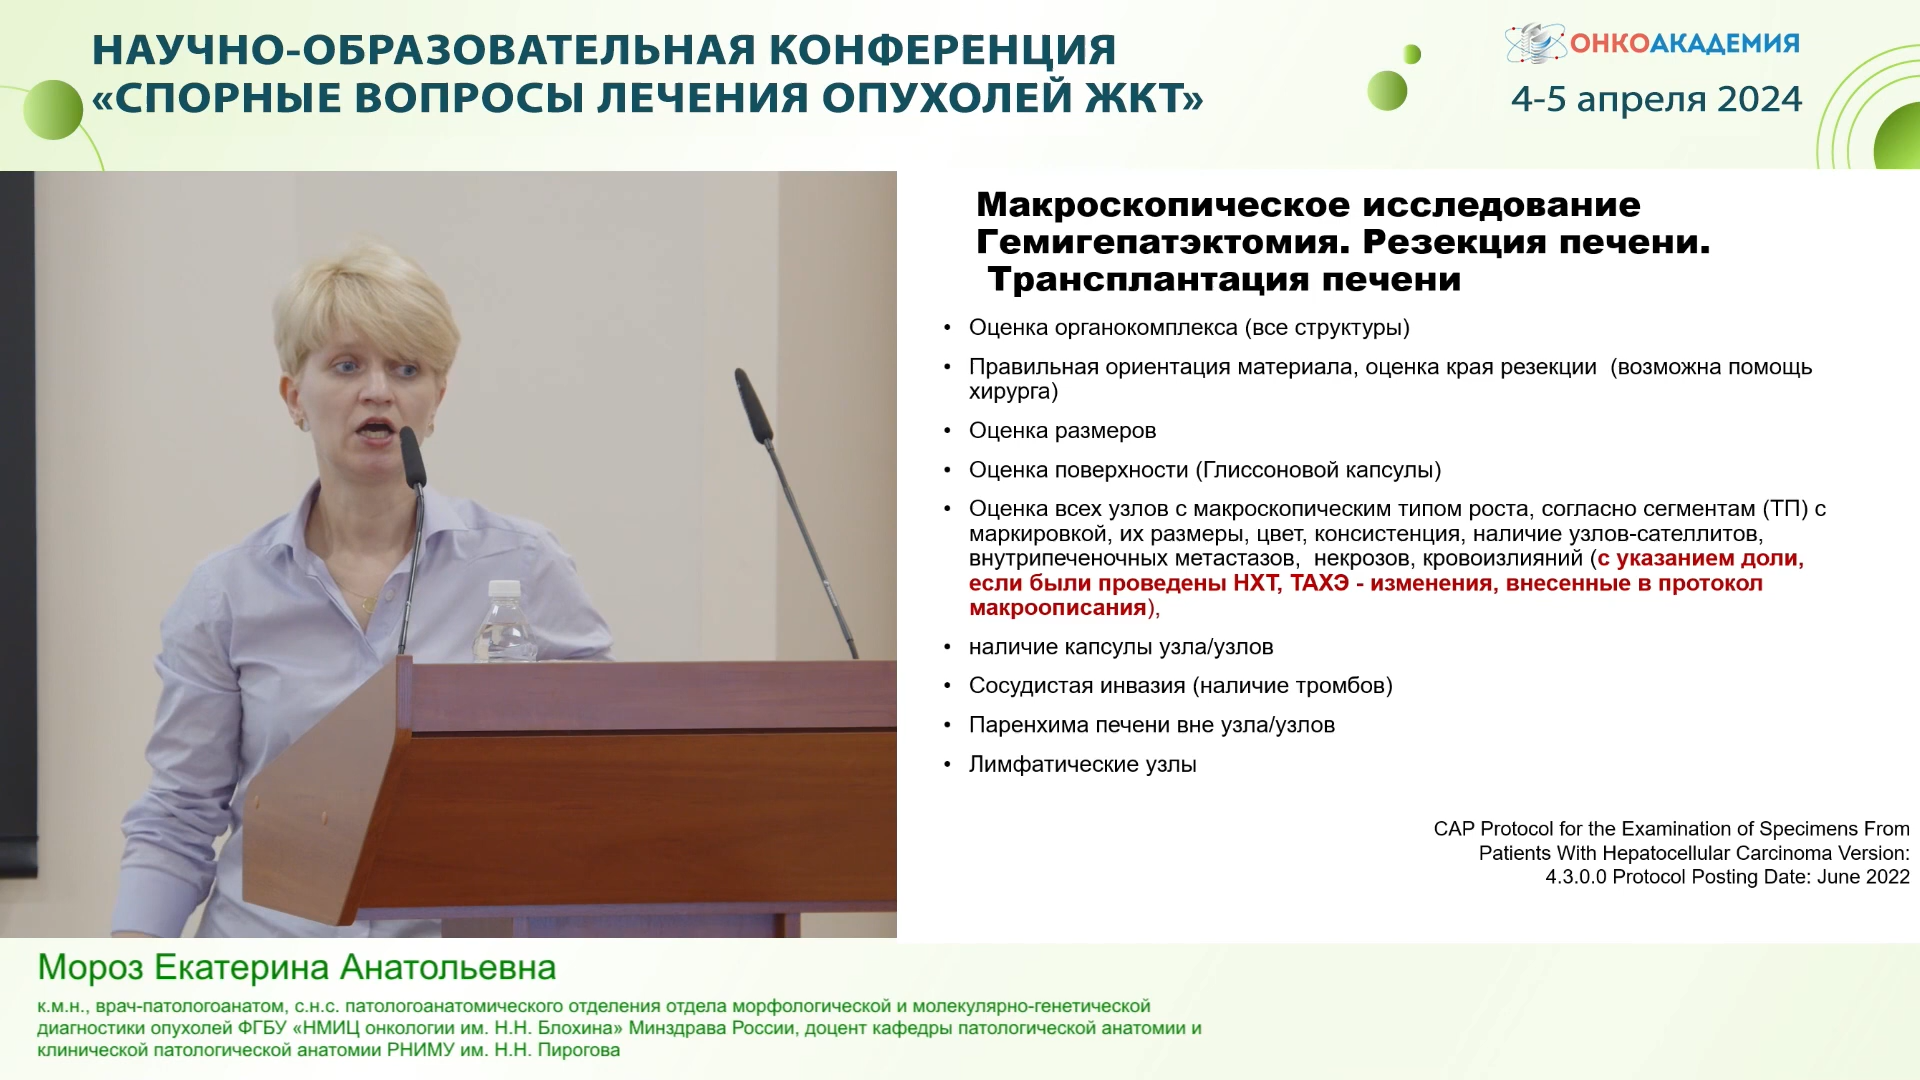 НАУЧНО-ОБРАЗОВАТЕЛЬНАЯ КОНФЕРЕНЦИЯ
«СПОРНЫЕ ВОПРОСЫ ЛЕЧЕНИЯ ОПУХОЛЕЙ ЖКТ»
ОНКОАКАДЕМИЯ
4-5 апреля 2024
Макроскопическое исследование
Гемигепатэктомия. Резекция печени.
Трансплантация печени
• Оценка органокомплекса (все структуры)
• Правильная ориентация материала, оценка края резекции (возможна помощь
хирурга)
• Оценка размеров
• Оценка поверхности (Глиссоновой капсулы)
• Оценка всех узлов с макроскопическим типом роста, согласно сегментам (ТП) с
маркировкой, их размеры, цвет, консистенция, наличие узлов-сателлитов,
внутрипеченочных метастазов, некрозов, кровоизлияний (с указанием доли,
если были проведены НХТ, ТАХЭ - изменения, внесенные в протокол
макроописания),
• наличие капсулы узла/узлов
• Сосудистая инвазия (наличие тромбов)
• Паренхима печени вне узла/узлов
• Лимфатические узлы
CAP Protocol for the Examination of Specimens From
Patients With Hepatocellular Carcinoma Version:
4.3.0.0 Protocol Posting Date: June 2022
Мороз Екатерина Анатольевна
к.м.н., врач-патологоанатом, с.н.с. патологоанатомического отделения отдела морфологической и молекулярно-генетической
диагностики опухолей ФГБУ «НМИЦ онкологии им. Н.Н. Блохина» Минздрава России, доцент кафедры патологической анатомии и
клинической патологической анатомии РНИМУ им. Н.Н. Пирогова